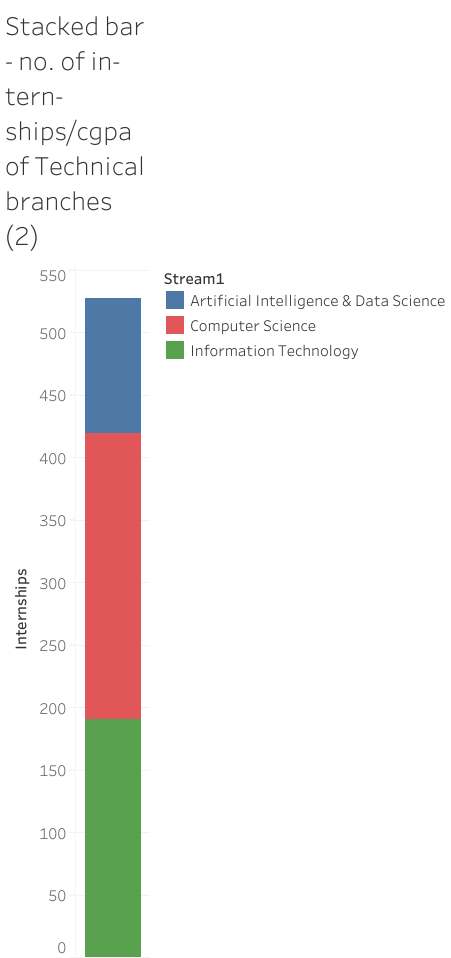 Stacked bar
- no. of in-
tern-
ships/cgpa
of Technical
branches
(2)
Stream1
Artificial Intelligence & Data Science
Computer Science
Information Technology
550
500
450
400
350
300
250
200
150
100
50
0
Internships